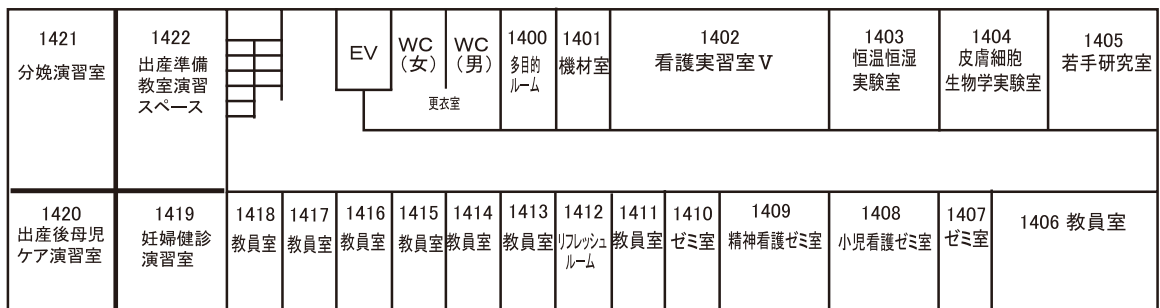 1421
分娩演習室
1422
出産準備
教室演習
スペース
EV
WC
（女）
WC
（男）
更衣室
1400
多目的
ルーム
1401
機材室
1402
看護実習室Ⅴ
1403
恒温恒湿
実験室
1404
皮膚細胞
生物学実験室
1405
若手研究室
1420
出産後母児
ケア演習室
1419
妊婦健診
演習室
1418
教員室
1417
教員室
1416
教員室
1415
教員室
1414
教員室
1413
教員室
1412
リフレッシュ
ルーム
1411
教員室
1410
ゼミ室
1409
精神看護ゼミ室
1408
小児看護ゼミ室
1407
ゼミ室
1406 教員室